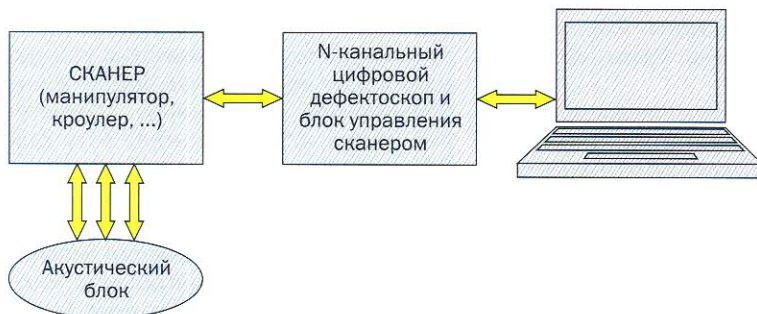 СКАНЕР
(манипулятор,
кроулер, ...)
N-канальный
цифровой
дефектоскоп и
блок управления
сканером
Акустический
блок